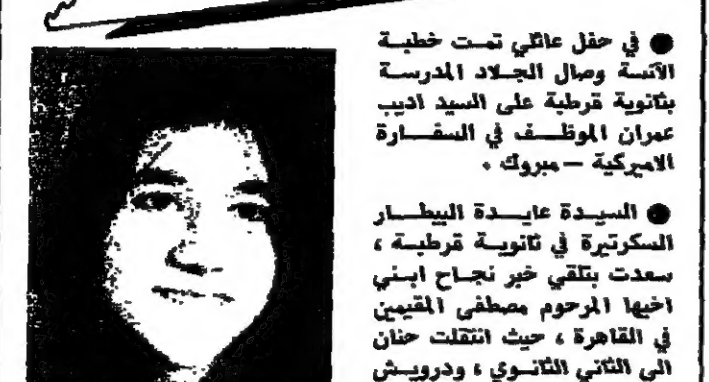 ● في حفل عائلي تمت خطبة
الآنسة وصال الجلاد المدرسة
بثانوية قرطبة على السيد اديب
عمران الموظف في السفارة
الاميركية — مبروك .
● السيدة عايدة البيطار
السكرتيرة في ثانوية قرطبة ،
سعدت بتلقي خبر نجاح ابني
اخيها المرحوم مصطفى المقيمين
في القاهرة ، حيث انتقلت حنان
الى الثاني الثانوي ، ودرويش